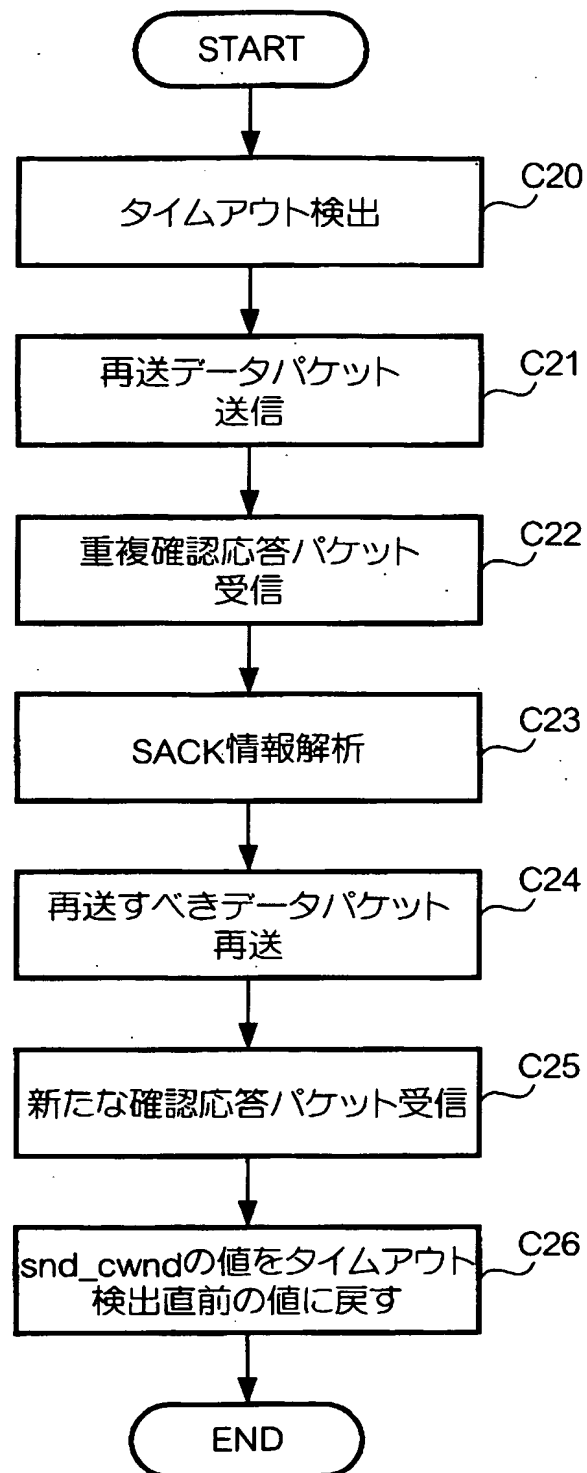 START
C20
タイムアウト検出
C21
再送データパケット
送信
C22
重複確認応答パケット
受信
C23
SACK情報解析
C24
再送すべきデータパケット
再送
C25
新たな確認応答パケット受信
C26
snd_cwndの値をタイムアウト
検出直前の値に戻す
END